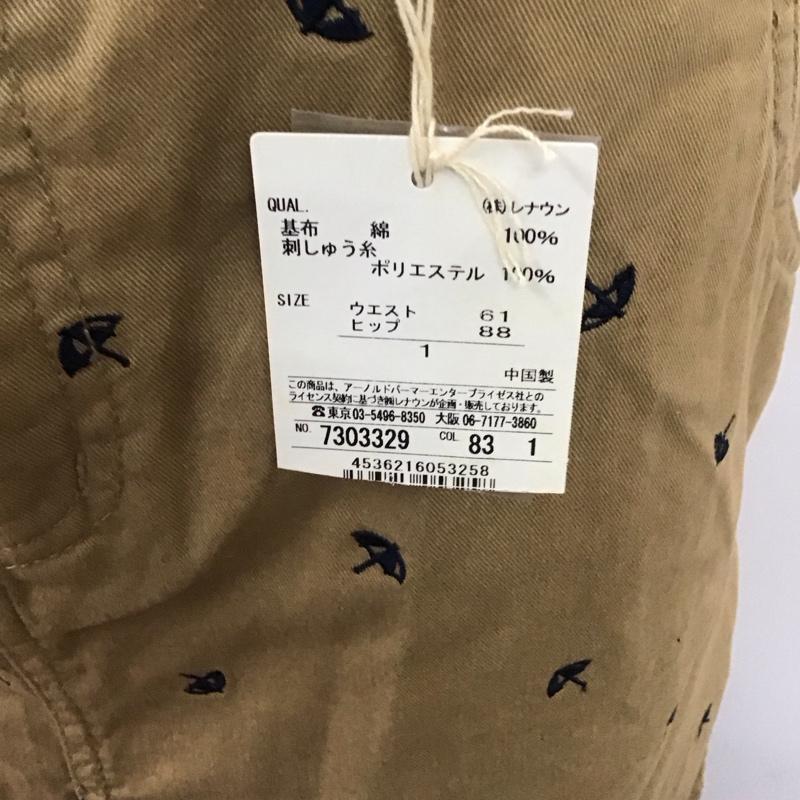 QUAL. ㈱レナウン
基布 綿 100%
刺しゅう糸
ポリエステル 100%
SIZE
ウエスト 61
ヒップ 88
1
中国製
この商品は、アーノルドパーマーエンタープライゼス社との
ライセンス契約に基づき㈱レナウンが企画・販売しております。
☎東京03-5496-8350 大阪 06-7177-3860
NO. 7303329 COL 83 1
4536216053258